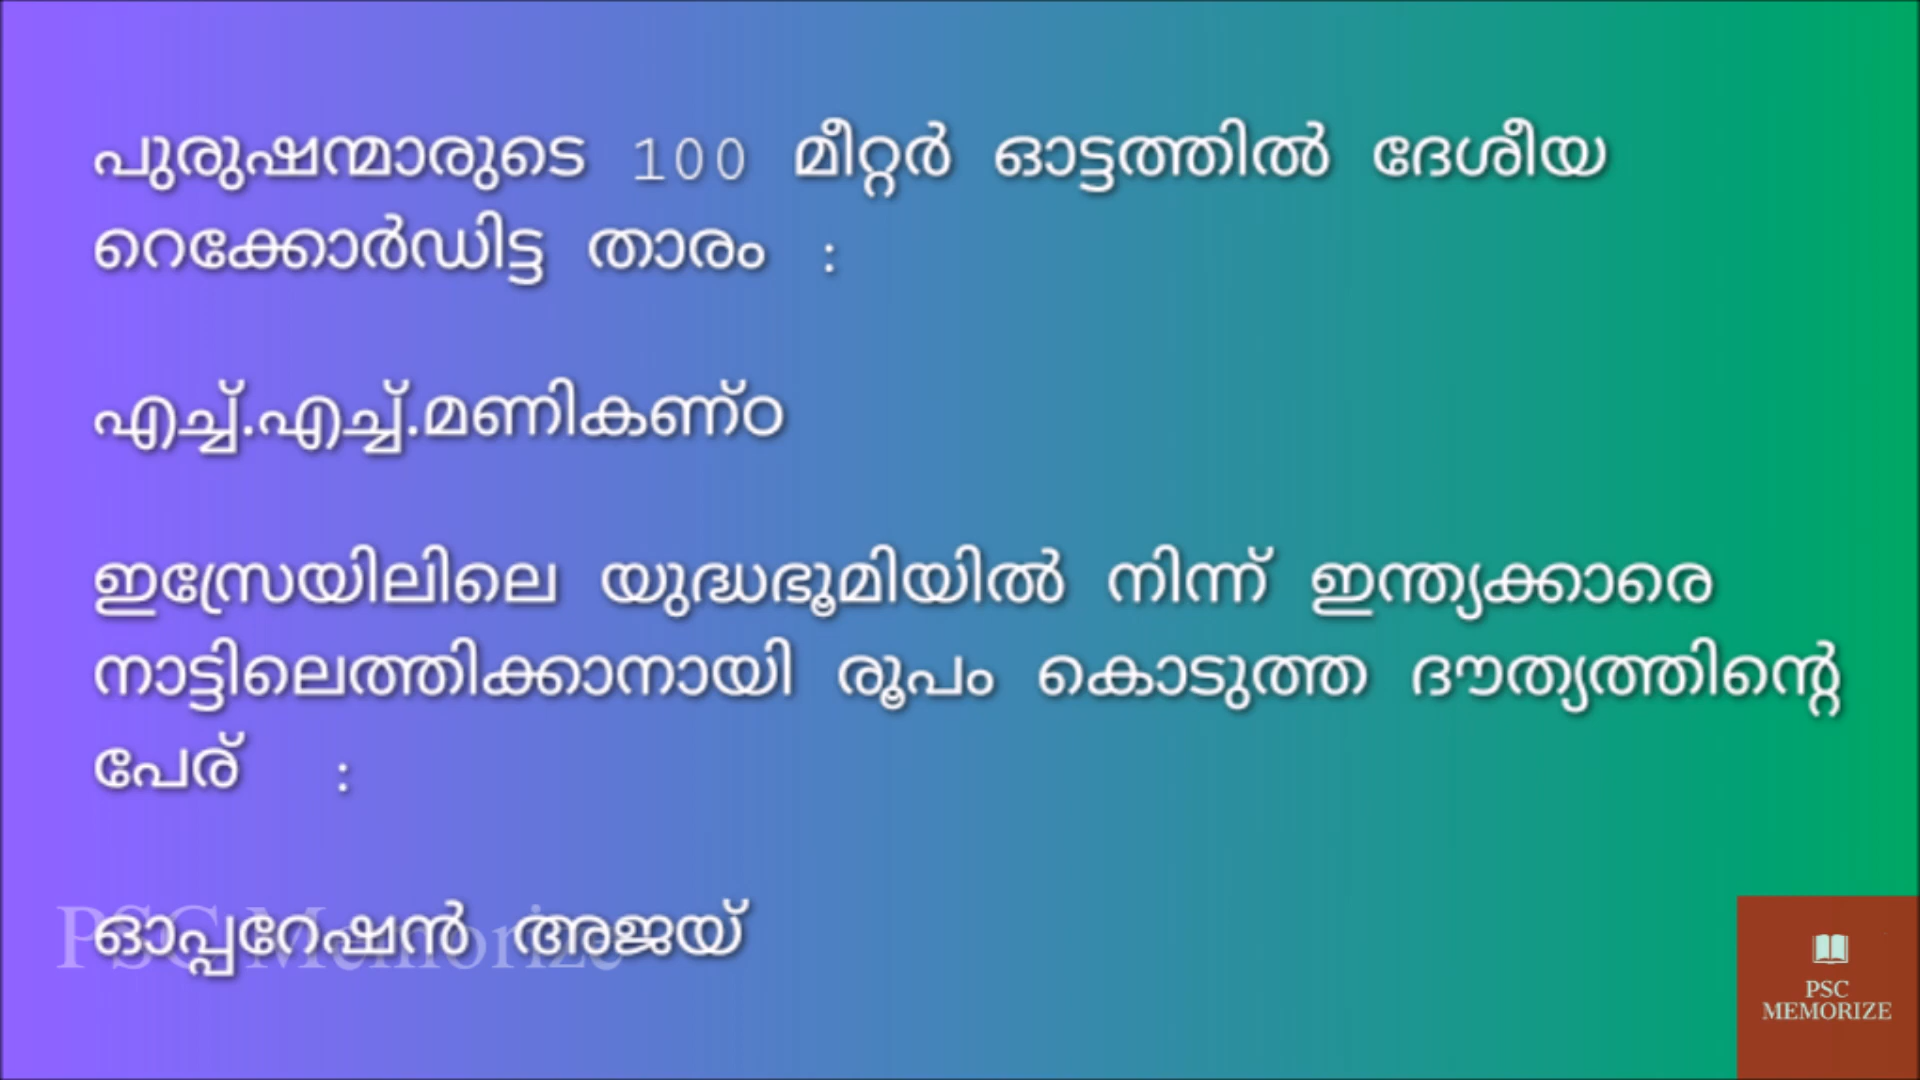 പുരുഷന്മാരുടെ 100 മീറ്റർ ഓട്ടത്തിൽ ദേശീയ
റെക്കോർഡിട്ട താരം :
എച്ച്.എച്ച്.മണികണ്ഠ
ഇസ്രേയിലിലെ യുദ്ധഭൂമിയിൽ നിന്ന് ഇന്ത്യക്കാരെ
നാട്ടിലെത്തിക്കാനായി രൂപം കൊടുത്ത ദൗത്യത്തിന്റെ
പേര് :
ഓപ്പറേഷൻ അജയ്
PSC Memorize
PSC
MEMORIZE